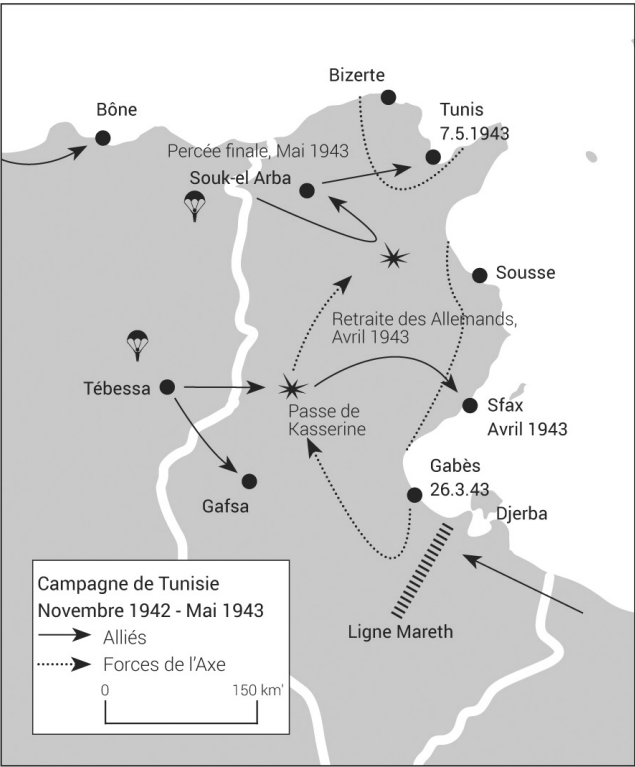 Bizerte
Bône
Tunis
7.5.1943
Percée finale, Mai 1943
Souk-el Arba
Sousse
Retraite des Allemands,
Avril 1943
Tébessa
Passe de
Kasserine
Sfax
Avril 1943
Gabès
26.3.43
Gafsa
Djerba
Ligne Mareth
Campagne de Tunisie
Novembre 1942 - Mai 1943
Alliés
Forces de l'Axe
0
150 km'